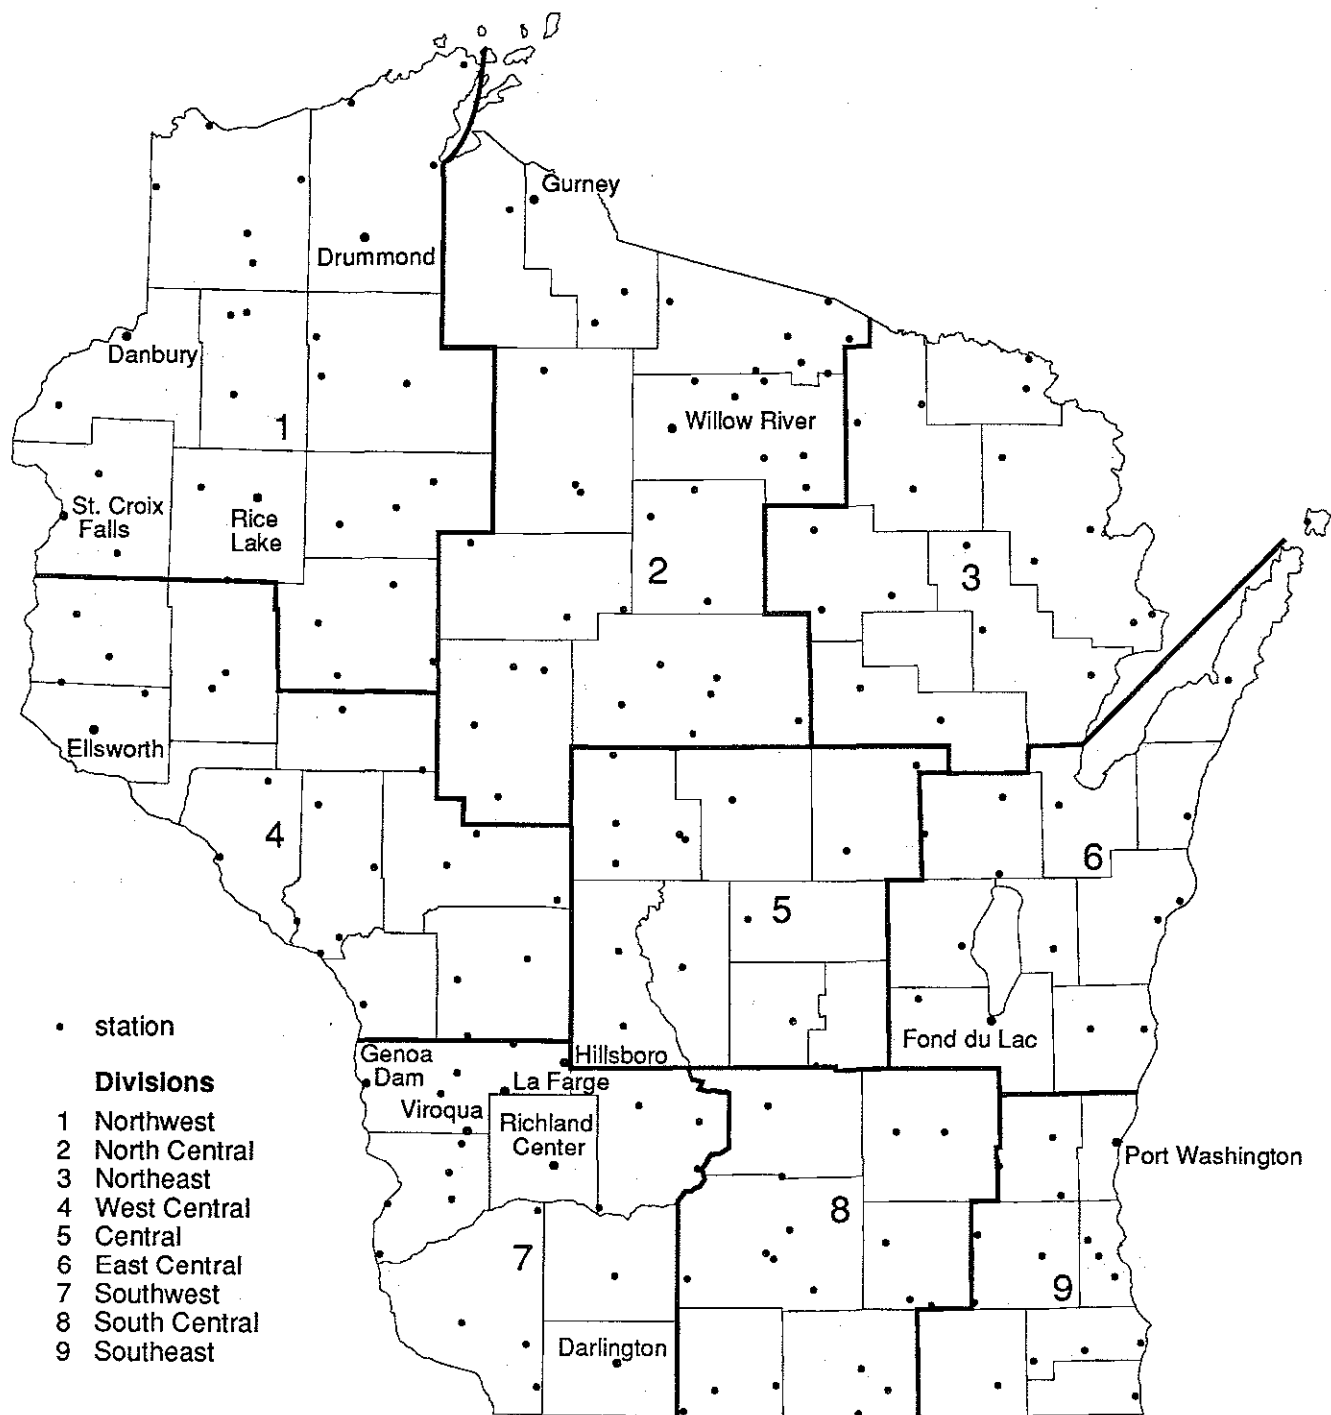 Gurney
Drummond
Danbury
1
Willow River
St. Croix
Falls
Rice
Lake
2
3
Ellsworth
4
6
5
station
Fond du Lac
Genoa
Dam
Hillsboro
Divisions
La Farge
Viroqua
Richland
Center
1 Northwest
2 North Central
3 Northeast
4 West Central
5 Central
6 East Central
7 Southwest
8 South Central
9 Southeast
Port Washington
8
7
9
Darlington